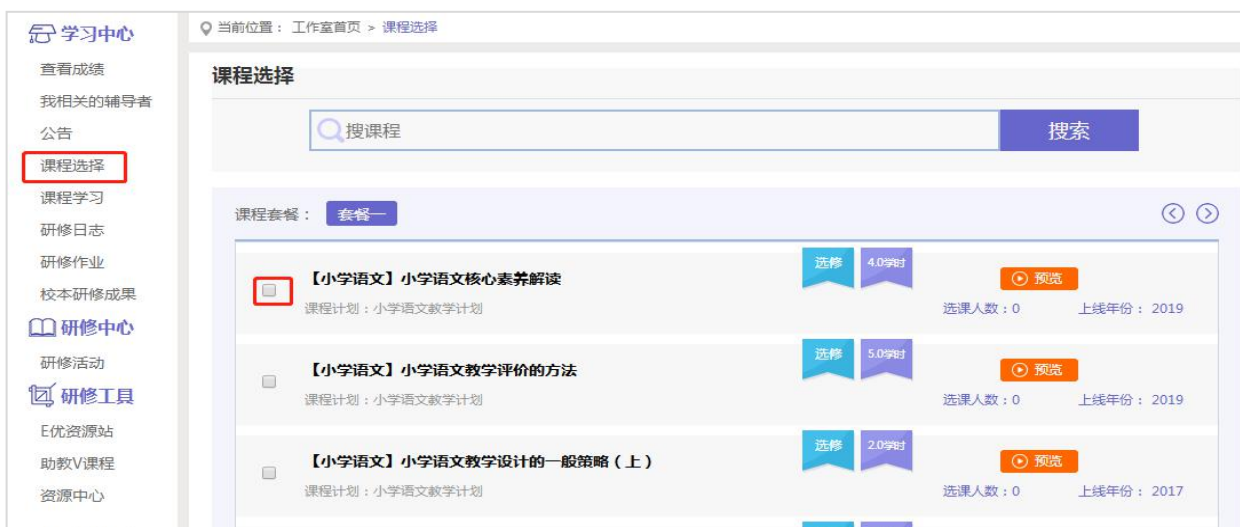 学习中心
查看成绩
我相关的辅导者
公告
课程选择
课程学习
研修日志
研修作业
校本研修成果
研修中心
研修活动
研修工具
E优资源站
助教V课程
资源中心
当前位置： 工作室首页 > 课程选择
课程选择
搜课程 搜索
课程套餐： 套餐一
【小学语文】小学语文核心素养解读 选修 4.0学时 预览
课程计划：小学语文教学计划 选课人数：0 上线年份： 2019
【小学语文】小学语文教学评价的方法 选修 5.0学时 预览
课程计划：小学语文教学计划 选课人数：0 上线年份： 2019
【小学语文】小学语文教学设计的一般策略（上） 选修 2.0学时 预览
课程计划：小学语文教学计划 选课人数：0 上线年份： 2017